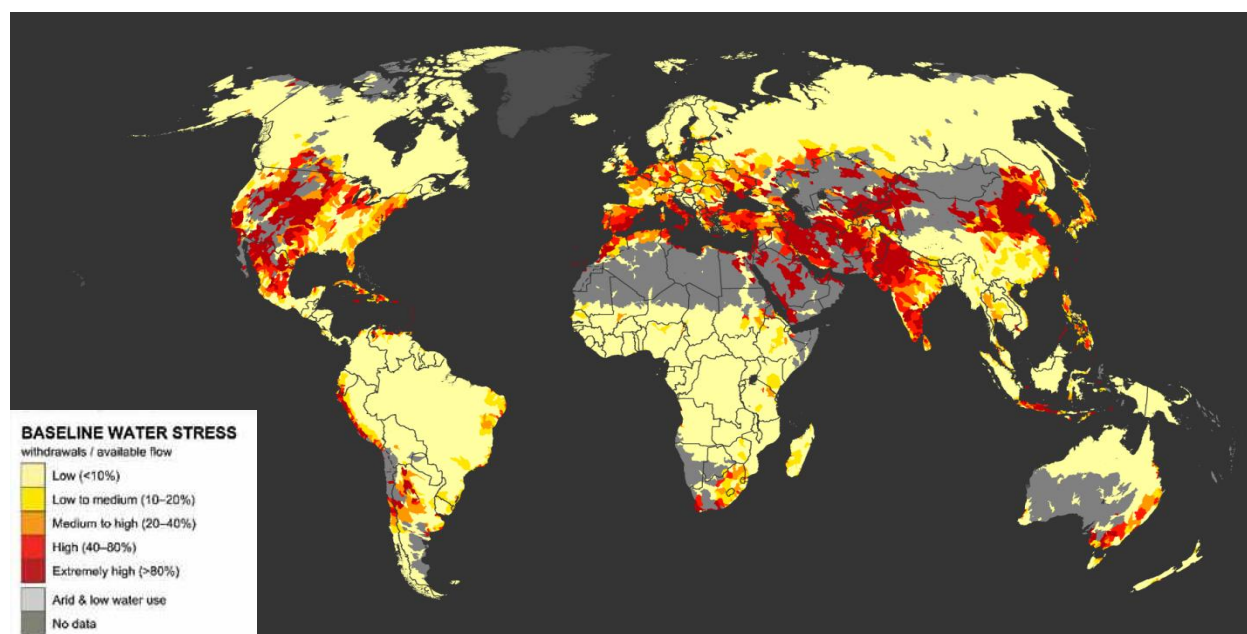 BASELINE WATER STRESS
withdrawals / available flow
Low (<10%)
Low to medium (10–20%)
Medium to high (20–40%)
High (40–80%)
Extremely high (>80%)
Arid & low water use
No data